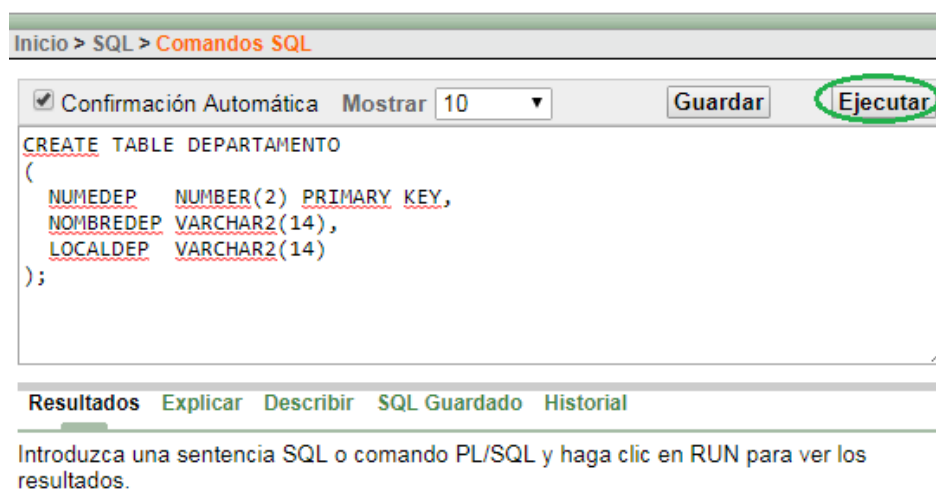 Inicio > SQL > Comandos SQL
Confirmación Automática Mostrar 10 Guardar Ejecutar
CREATE TABLE DEPARTAMENTO
(
NUMEDEP NUMBER(2) PRIMARY KEY,
NOMBREDEP VARCHAR2(14),
LOCALDEP VARCHAR2(14)
);
Resultados Explicar Describir SQL Guardado Historial
Introduzca una sentencia SQL o comando PL/SQL y haga clic en RUN para ver los
resultados.